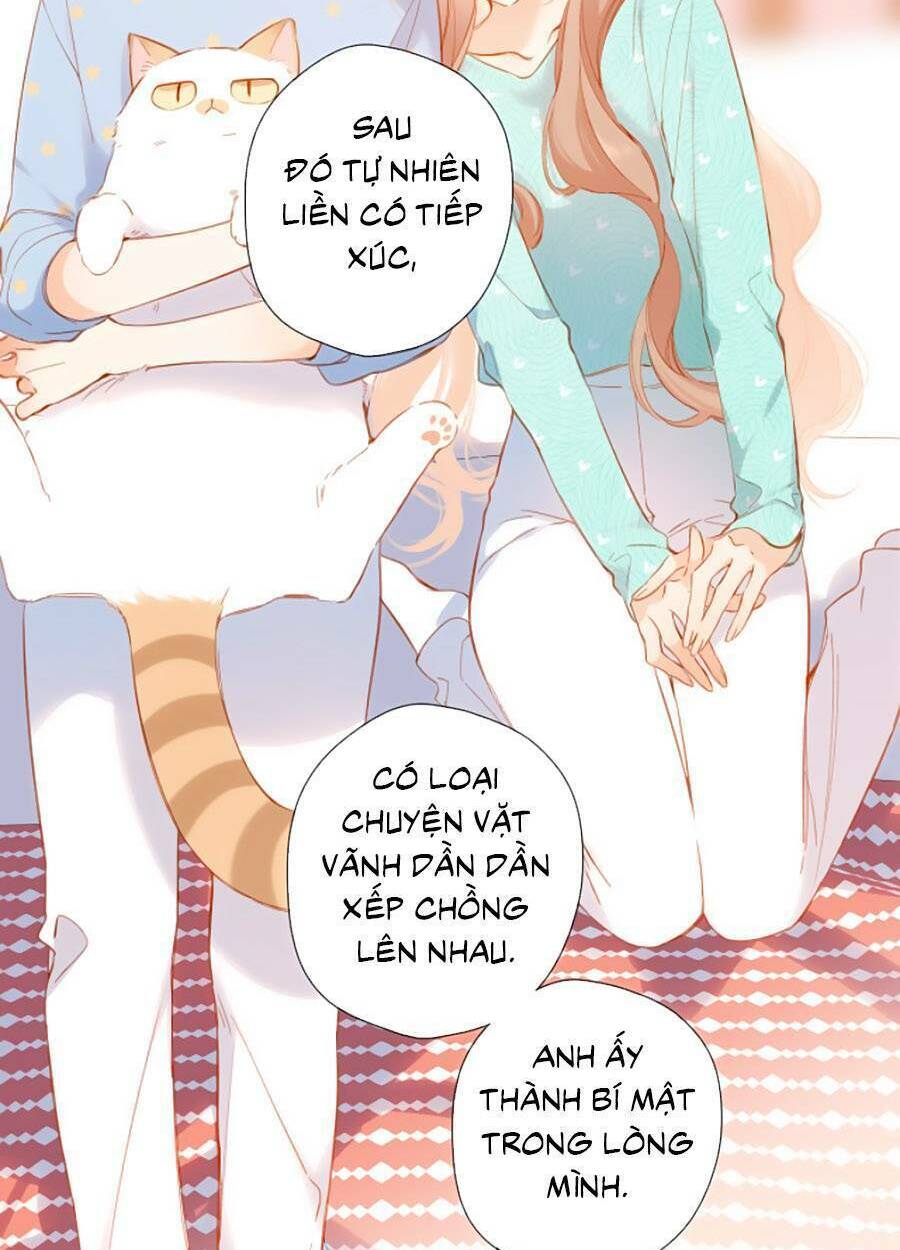 SAU
ĐÓ TỰ NHIÊN
LIỀN CÓ TIẾP
XÚC,
CÓ LOẠI
CHUYỆN VẶT
VÃNH DẦN DẦN
XẾP CHỒNG
LÊN NHAU.
ANH ẤY
THÀNH BÍ MẬT
TRONG LÒNG
MÌNH.